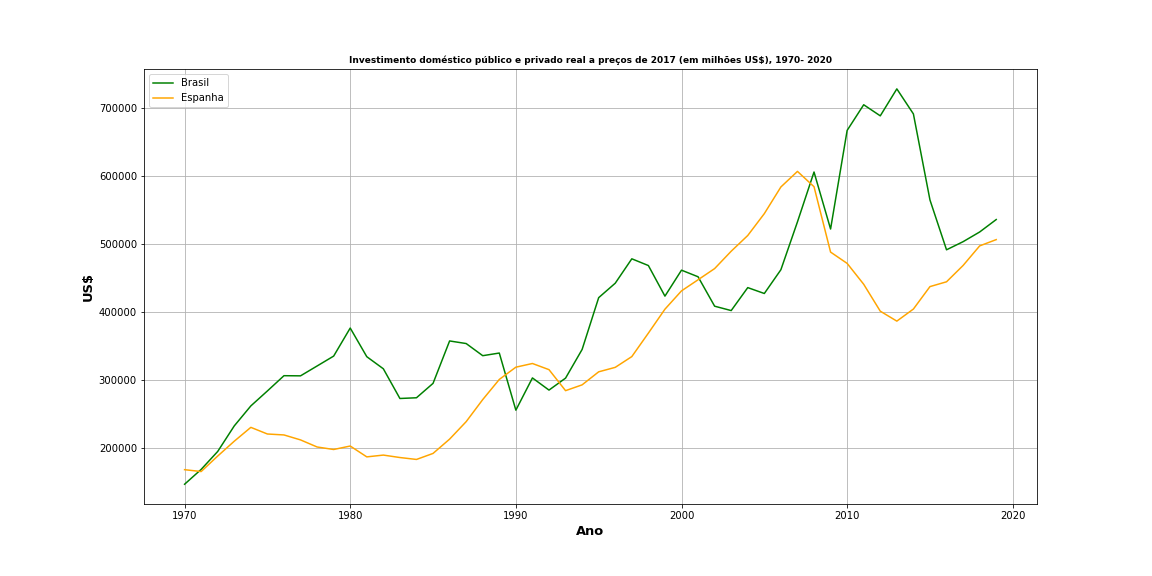 Investimento doméstico público e privado real a preços de 2017 (em milhões US$), 1970- 2020
Brasil
Espanha
700000
600000
500000
400000
300000
200000
US$
1970 1980 1990 2000 2010 2020
Ano